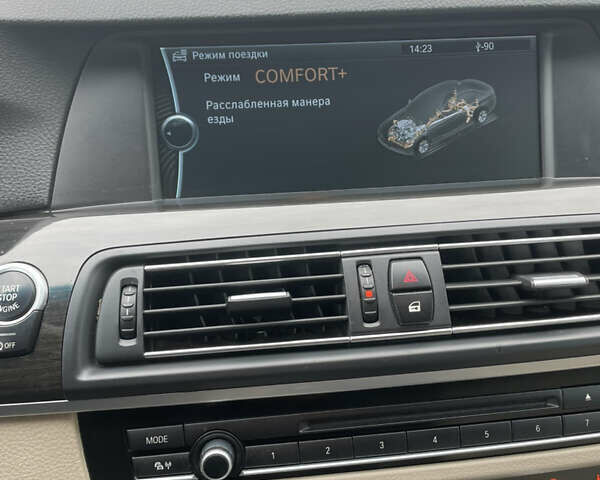 Режим поездки 14:23 -90
Режим COMFORT+
Расслабленная манера
езды
START
STOP
ENGINE
OFF
MODE
1 2 3 4 5 6 7